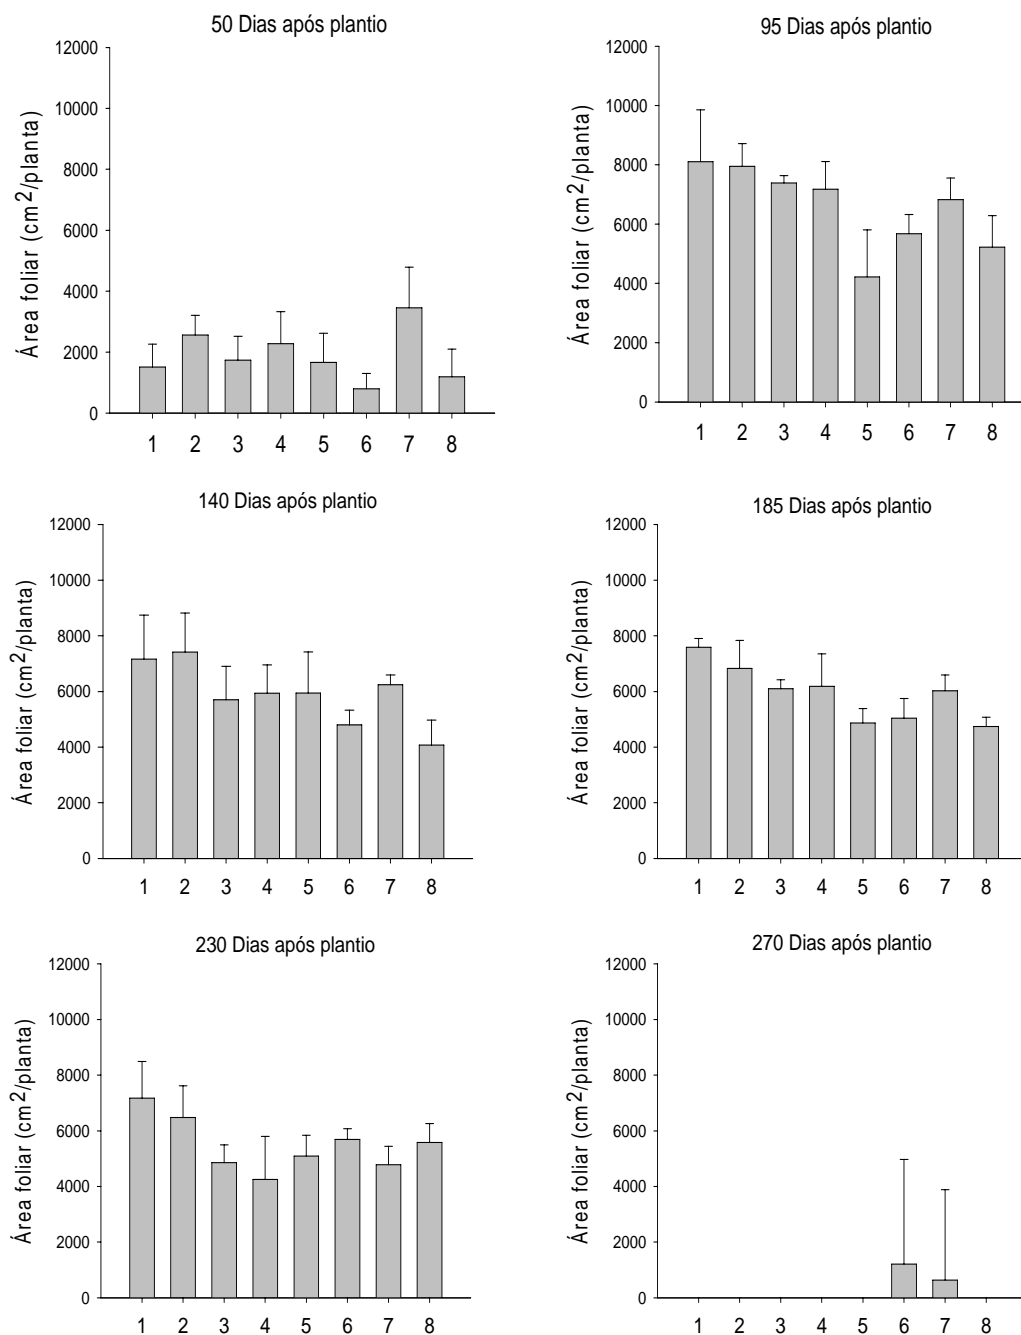 50 Dias após plantio
12000
10000
8000
6000
4000
2000
0
Área foliar (cm²/planta)
1 2 3 4 5 6 7 8
95 Dias após plantio
12000
10000
8000
6000
4000
2000
0
Área foliar (cm²/planta)
1 2 3 4 5 6 7 8
140 Dias após plantio
12000
10000
8000
6000
4000
2000
0
Área foliar (cm²/planta)
1 2 3 4 5 6 7 8
185 Dias após plantio
12000
10000
8000
6000
4000
2000
0
Área foliar (cm²/planta)
1 2 3 4 5 6 7 8
230 Dias após plantio
12000
10000
8000
6000
4000
2000
0
Área foliar (cm²/planta)
1 2 3 4 5 6 7 8
270 Dias após plantio
12000
10000
8000
6000
4000
2000
0
Área foliar (cm²/planta)
1 2 3 4 5 6 7 8